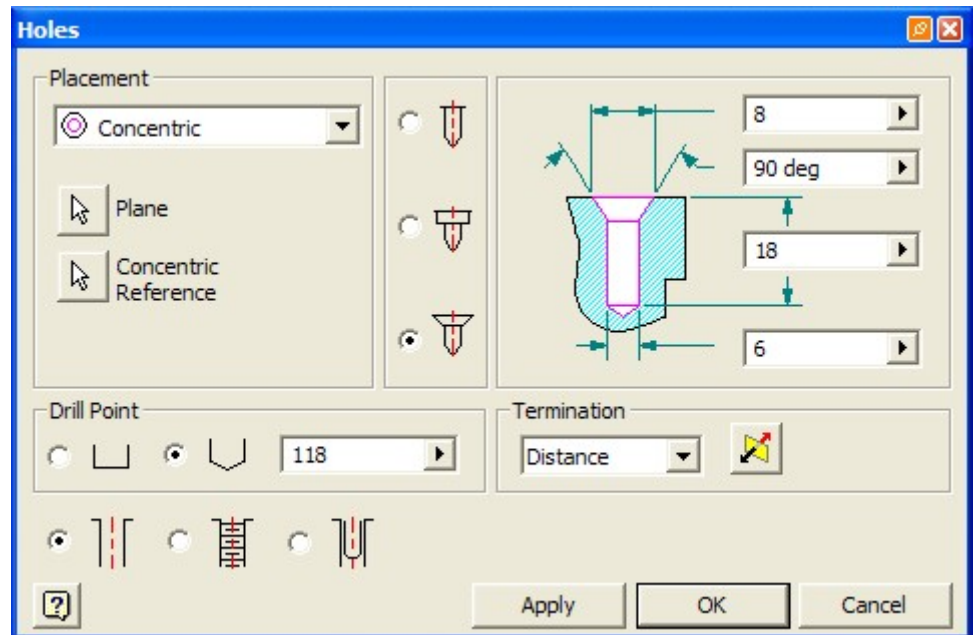 Holes
Placement
Concentric
Plane
Concentric
Reference
8
90 deg
18
6
Drill Point
118
Termination
Distance
?
Apply
OK
Cancel